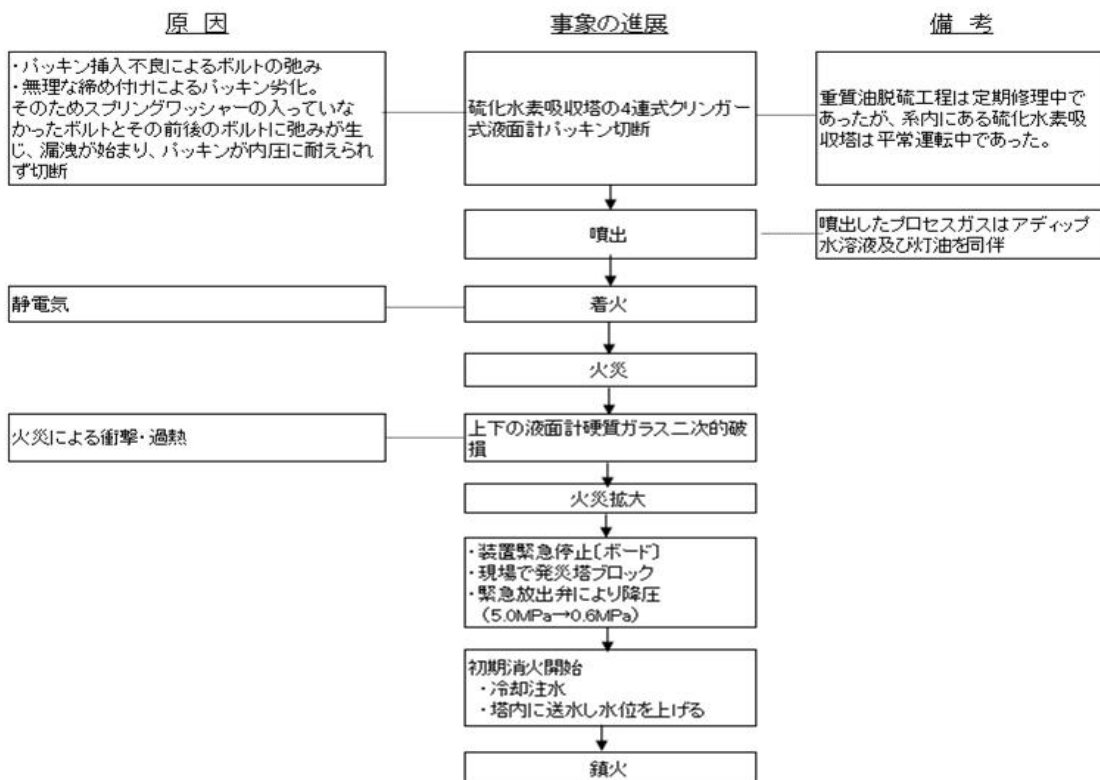 原 因
事象の進展
備 考
・パッキン挿入不良によるボルトの弛み
・無理な締め付けによるパッキン劣化。
そのためスプリングワッシャーの入っていな
かったボルトとその前後のボルトに弛みが生
じ、漏洩が始まり、パッキンが内圧に耐えられ
ず切断
硫化水素吸収塔の4連式クリンガー
式液面計パッキン切断
重質油脱硫工程は定期修理中
であったが、系内にある硫化水素吸
収塔は平常運転中であった。
噴出
噴出したプロセスガスはアディップ
水溶液及び灯油を同伴
静電気
着火
火災
火災による衝撃・過熱
上下の液面計硬質ガラス二次的破
損
火災拡大
・装置緊急停止〔ボード〕
・現場で発災塔ブロック
・緊急放出弁により降圧
（5.0MPa→0.6MPa）
初期消火開始
・冷却注水
・塔内に送水し水位を上げる
鎮火